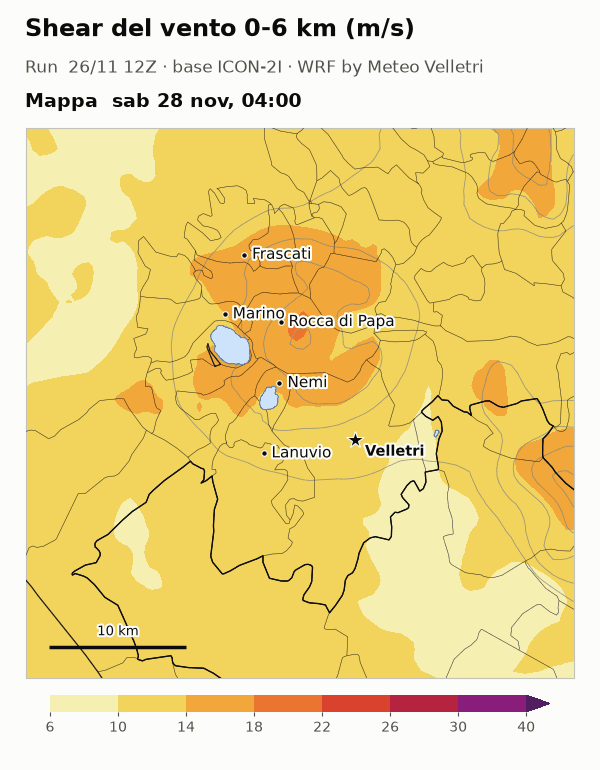 Shear del vento 0-6 km (m/s)
Run  26/11 12Z · base ICON-2I · WRF by Meteo Velletri
Mappa  sab 28 nov, 04:00
Frascati
Marino
Rocca di Papa
Nemi
Velletri
Lanuvio
10 km
6 10 14 18 22 26 30 40